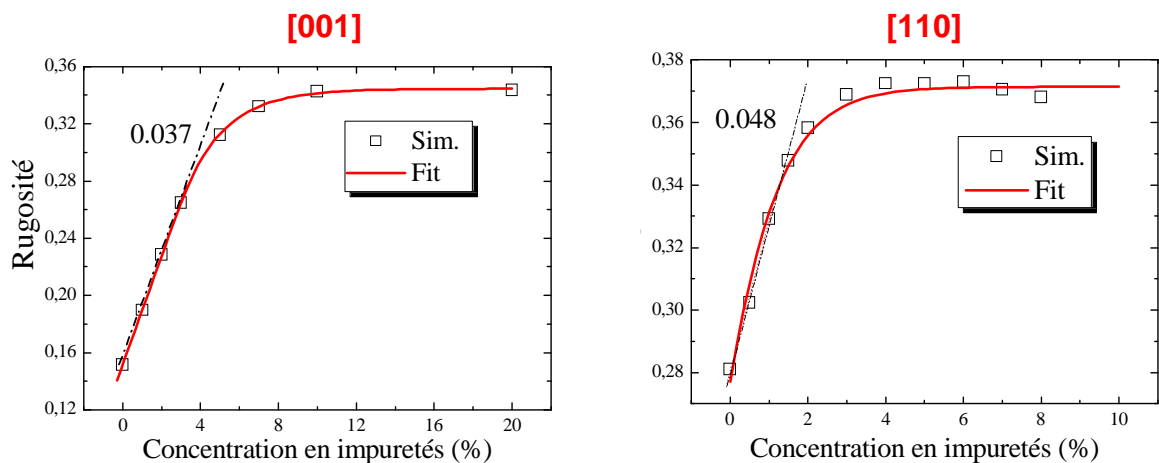 [001]
0,36
0,32
0,28
0,24
0,20
0,16
0,12
Rugosité
0.037
Sim.
Fit
0 4 8 12 16 20
Concentration en impuretés (%)
[110]
0,38
0,36
0,34
0,32
0,30
0,28
0.048
Sim.
Fit
0 2 4 6 8 10
Concentration en impuretés (%)